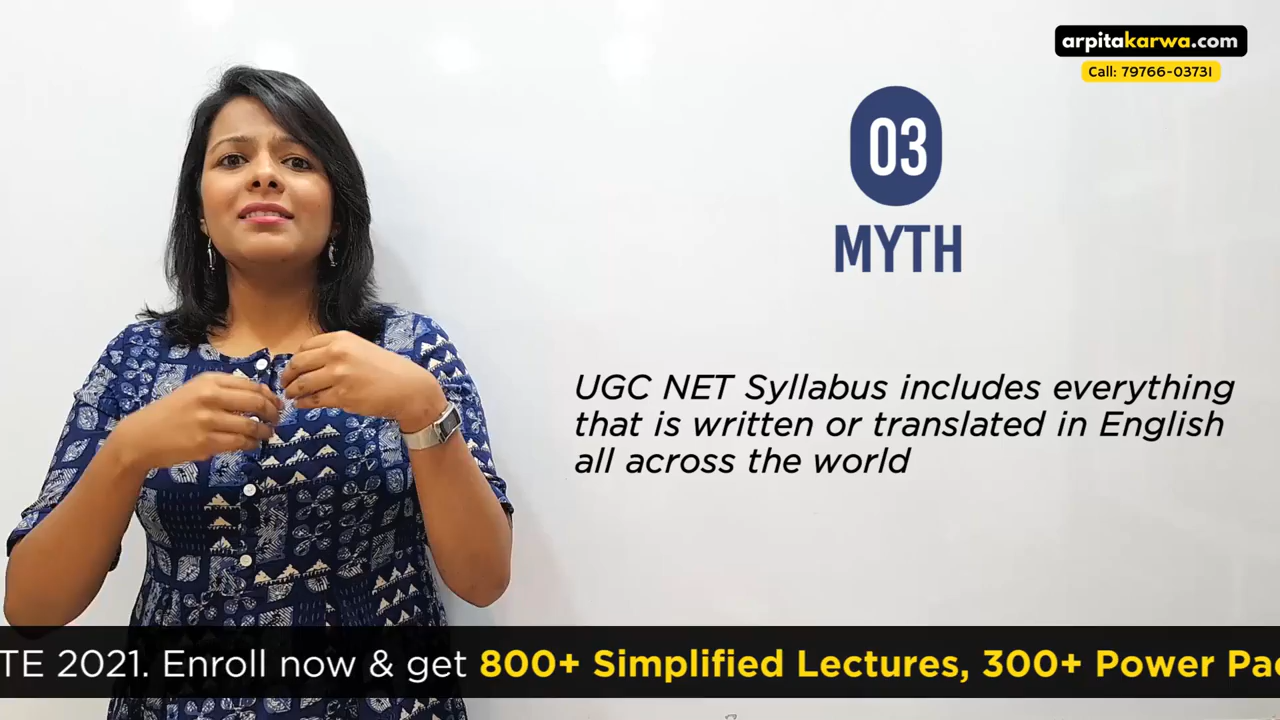 arpitakarwa.com
Call: 79766-03731
03
MYTH
UGC NET Syllabus includes everything
that is written or translated in English
all across the world
TE 2021. Enroll now & get 800+ Simplified Lectures, 300+ Power